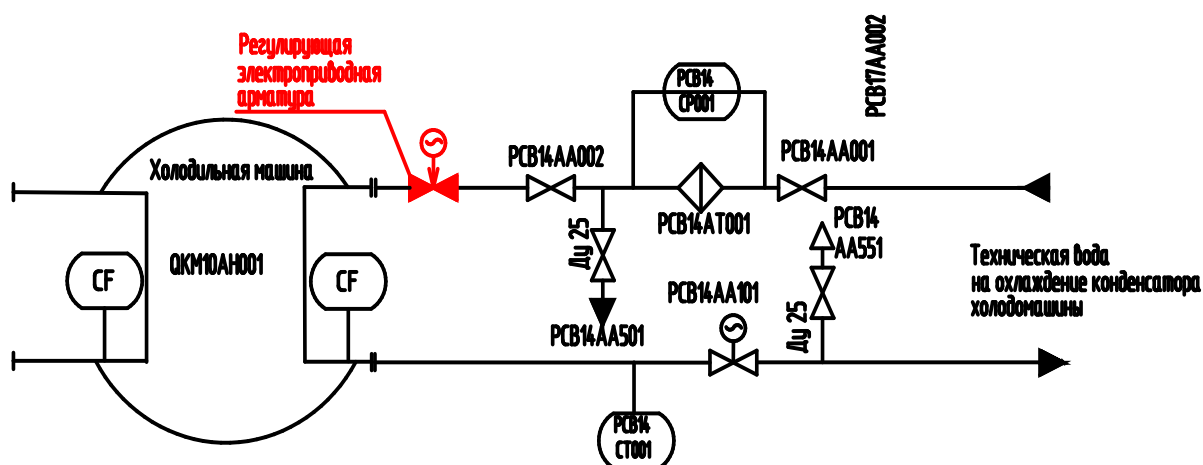 Регулирующая
электроприводная
арматура
PCB14
CP001
PCB17AA002
Холодильная машина
PCB14AA002
PCB14AA001
PCB14AT001
PCB14
AA551
Ду 25
QKM10AH001
CF
CF
PCB14AA101
Техническая вода
на охлаждение конденсатора
холодомашины
PCB14AA501
Ду 25
PCB14
CT001